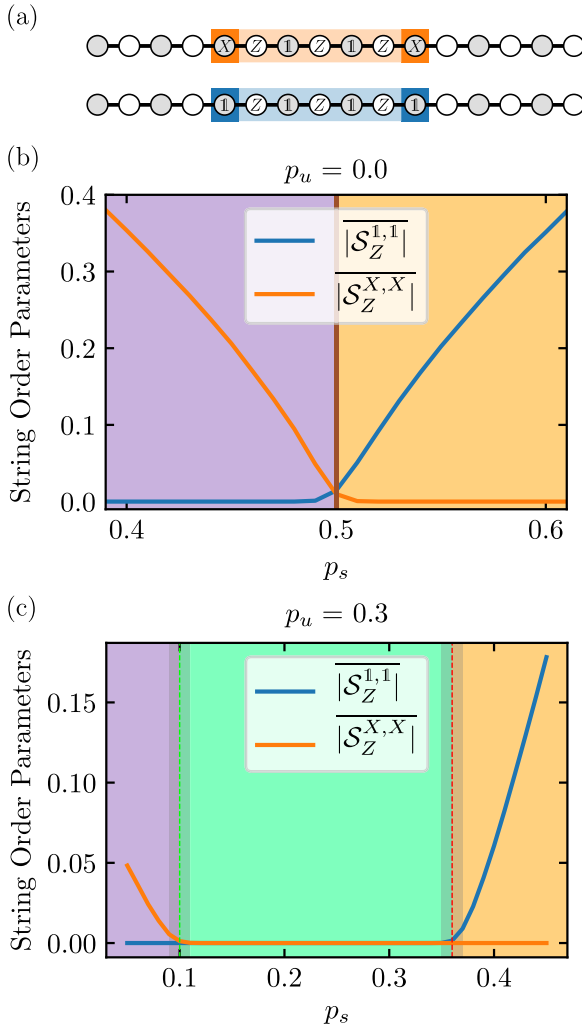 (a)
X Z 𝟙 Z 𝟙 Z X
𝟙 Z 𝟙 Z 𝟙 Z 𝟙
(b)
p_u = 0.0
String Order Parameters
0.4
0.3
0.2
0.1
0.0
|S_Z^{𝟙,𝟙}|
|S_Z^{X,X}|
0.4 0.5 0.6
p_s
(c)
p_u = 0.3
String Order Parameters
0.15
0.10
0.05
0.00
|S_Z^{𝟙,𝟙}|
|S_Z^{X,X}|
0.1 0.2 0.3 0.4
p_s